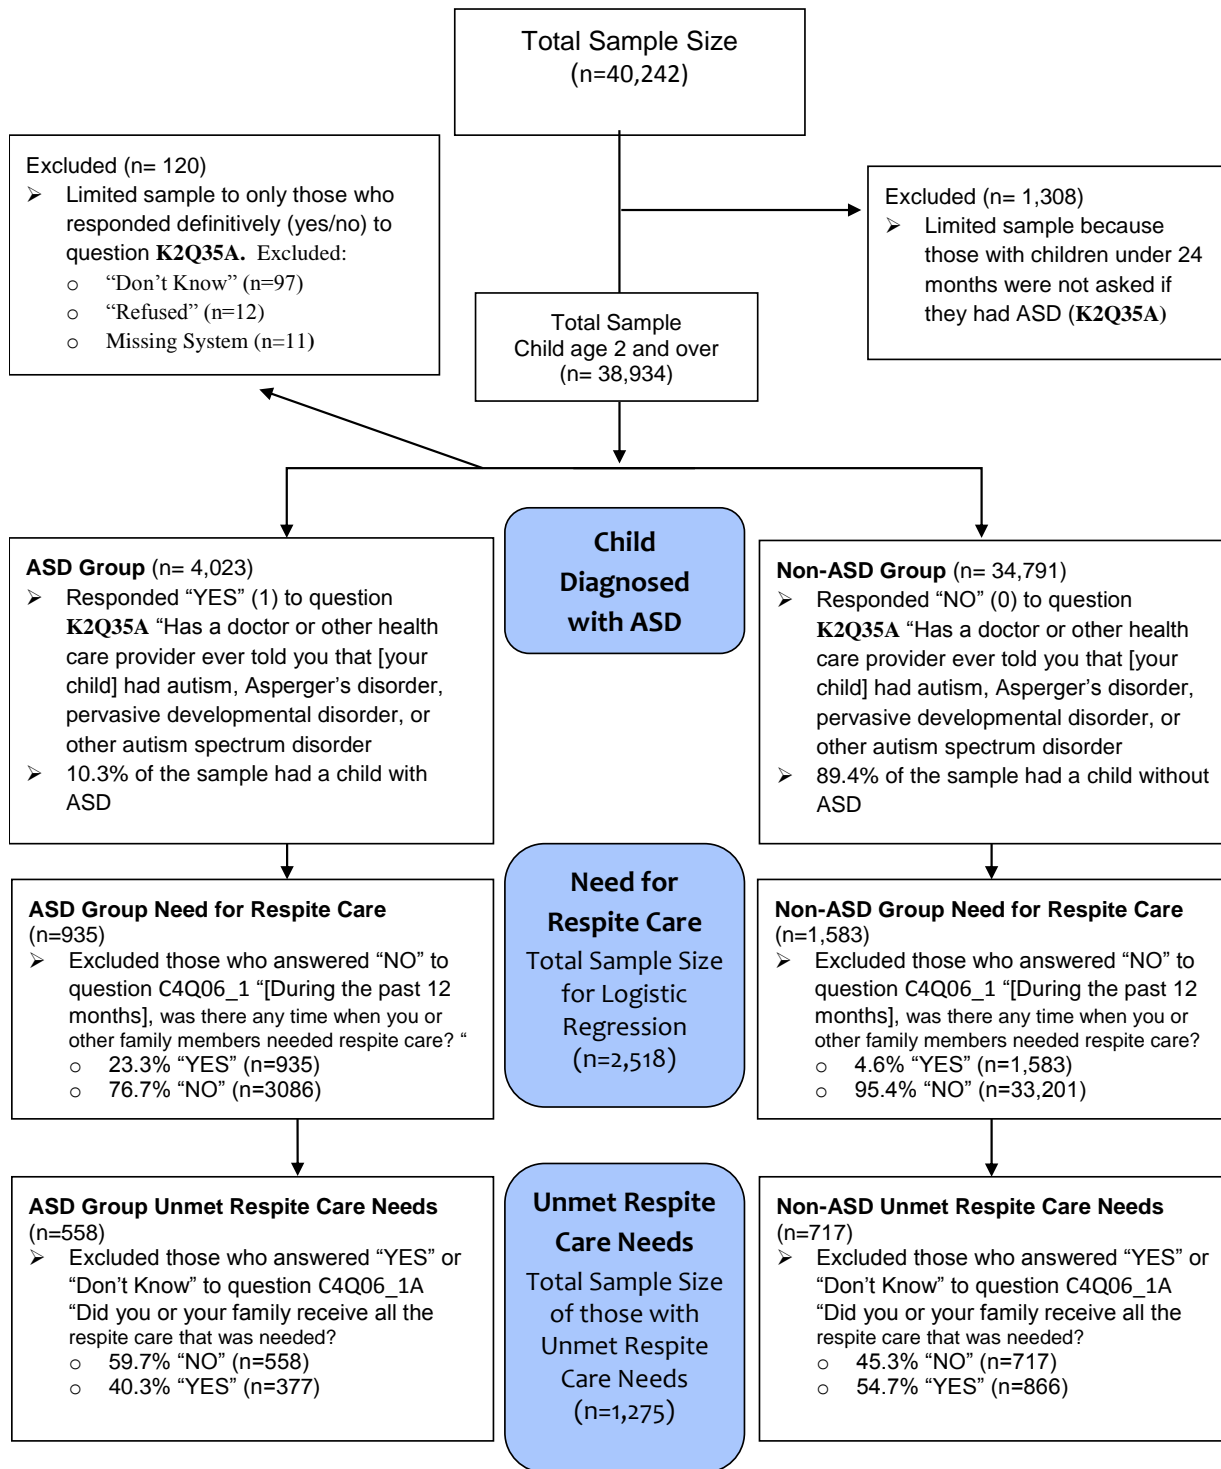 Total Sample Size
(n=40,242)
Excluded (n= 120)
➢ Limited sample to only those who
responded definitively (yes/no) to
question K2Q35A. Excluded:
o “Don’t Know” (n=97)
o “Refused” (n=12)
o Missing System (n=11)
Excluded (n= 1,308)
➢ Limited sample because
those with children under 24
months were not asked if
they had ASD (K2Q35A)
Total Sample
Child age 2 and over
(n= 38,934)
Child
Diagnosed
with ASD
ASD Group (n= 4,023)
➢ Responded “YES” (1) to question
K2Q35A “Has a doctor or other health
care provider ever told you that [your
child] had autism, Asperger’s disorder,
pervasive developmental disorder, or
other autism spectrum disorder
➢ 10.3% of the sample had a child with
ASD
Non-ASD Group (n= 34,791)
➢ Responded “NO” (0) to question
K2Q35A “Has a doctor or other health
care provider ever told you that [your
child] had autism, Asperger’s disorder,
pervasive developmental disorder, or
other autism spectrum disorder
➢ 89.4% of the sample had a child without
ASD
Need for
Respite Care
Total Sample Size
for Logistic
Regression
(n=2,518)
ASD Group Need for Respite Care
(n=935)
➢ Excluded those who answered “NO” to
question C4Q06_1 “[During the past 12
months], was there any time when you or
other family members needed respite care? “
o 23.3% “YES” (n=935)
o 76.7% “NO” (n=3086)
Non-ASD Group Need for Respite Care
(n=1,583)
➢ Excluded those who answered “NO” to
question C4Q06_1 “[During the past 12
months], was there any time when you or
other family members needed respite care?
o 4.6% “YES” (n=1,583)
o 95.4% “NO” (n=33,201)
Unmet Respite
Care Needs
Total Sample Size
of those with
Unmet Respite
Care Needs
(n=1,275)
ASD Group Unmet Respite Care Needs
(n=558)
➢ Excluded those who answered “YES” or
“Don’t Know” to question C4Q06_1A
“Did you or your family receive all the
respite care that was needed?
o 59.7% “NO” (n=558)
o 40.3% “YES” (n=377)
Non-ASD Unmet Respite Care Needs
(n=717)
➢ Excluded those who answered “YES” or
“Don’t Know” to question C4Q06_1A
“Did you or your family receive all the
respite care that was needed?
o 45.3% “NO” (n=717)
o 54.7% “YES” (n=866)